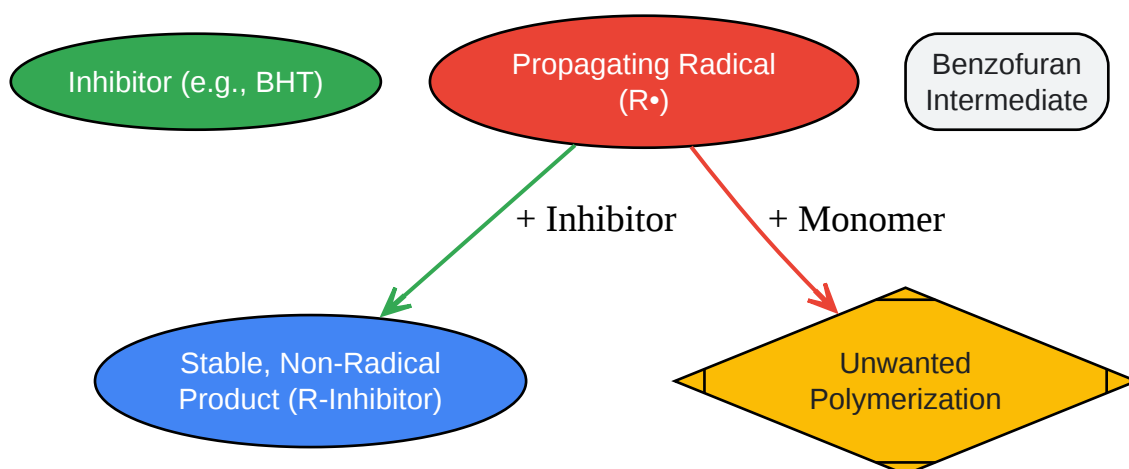 Inhibitor (e.g., BHT)
Propagating Radical
(R•)
Benzofuran
Intermediate
+ Inhibitor
+ Monomer
Stable, Non-Radical
Product (R-Inhibitor)
Unwanted
Polymerization